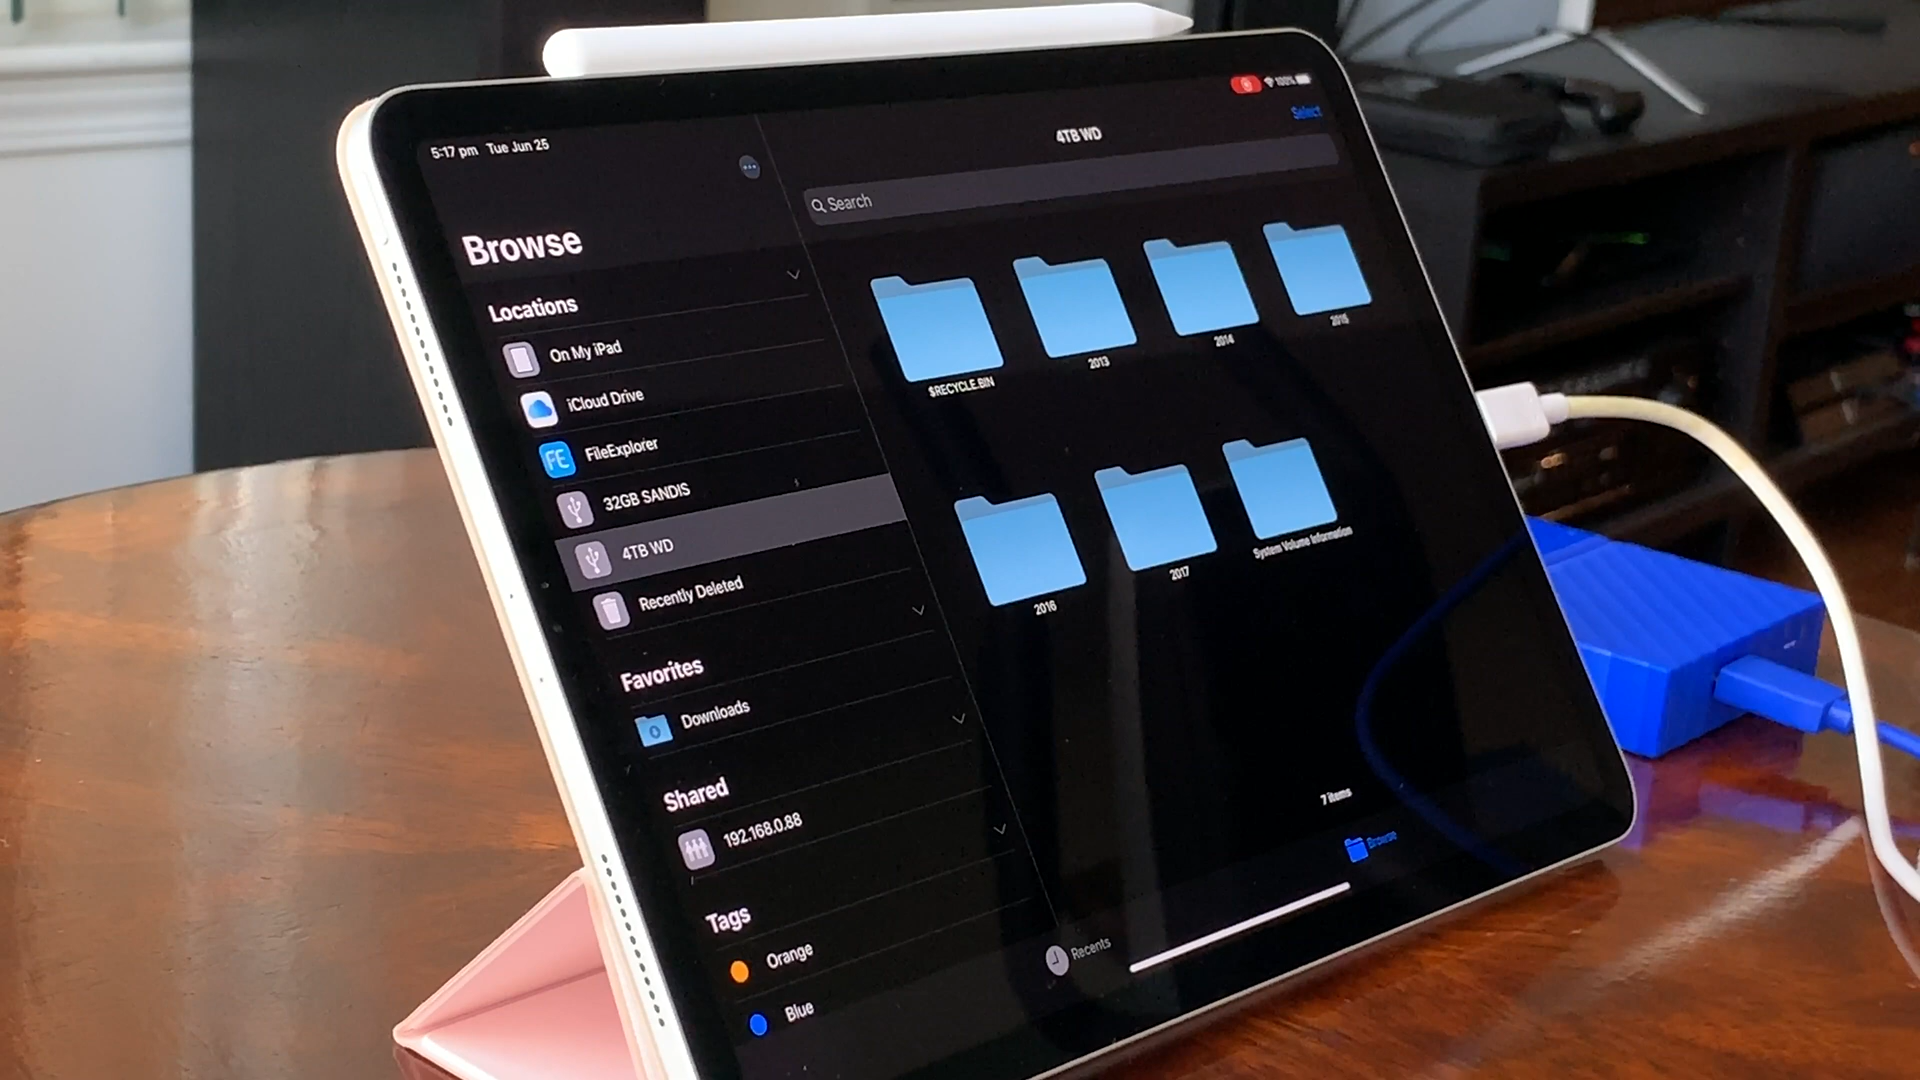 5:17 pm Tue Jun 25
100%
Browse
Locations
On My iPad
iCloud Drive
FE
FileExplorer
32GB SANDIS
4TB WD
Recently Deleted
Favorites
Downloads
Shared
192.168.0.88
Tags
Orange
Blue
4TB WD
Select
Search
$RECYCLE.BIN
2013
2014
2015
2016
2017
System Volume Information
7 items
Recents
Browse